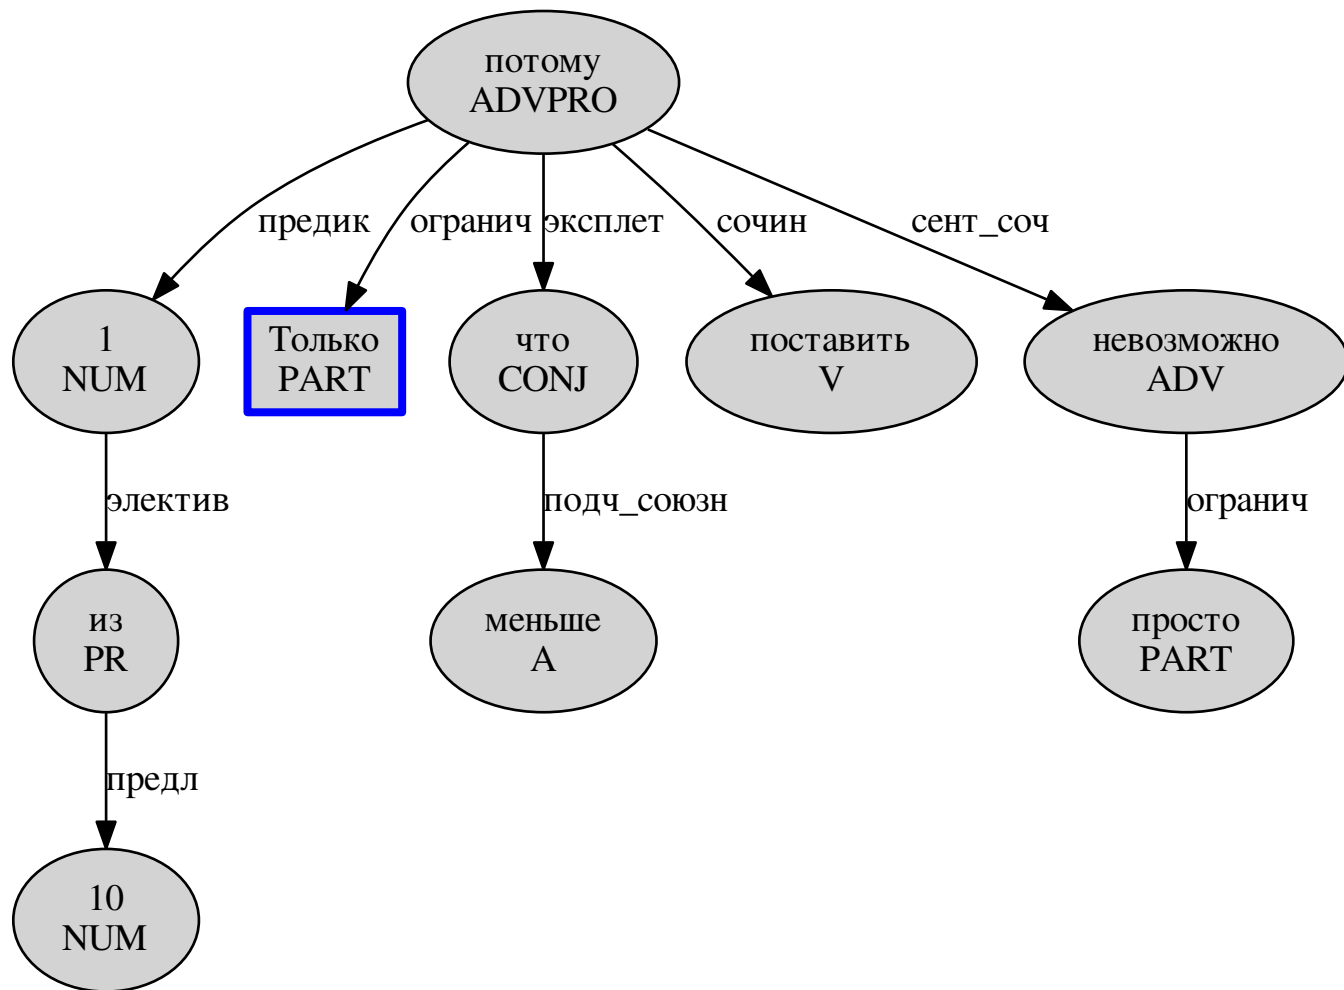 потому
ADVPRO
предик
огранич
эксплет
сочин
сент_соч
1
NUM
Только
PART
что
CONJ
поставить
V
невозможно
ADV
электив
подч_союзн
огранич
из
PR
меньше
A
просто
PART
предл
10
NUM